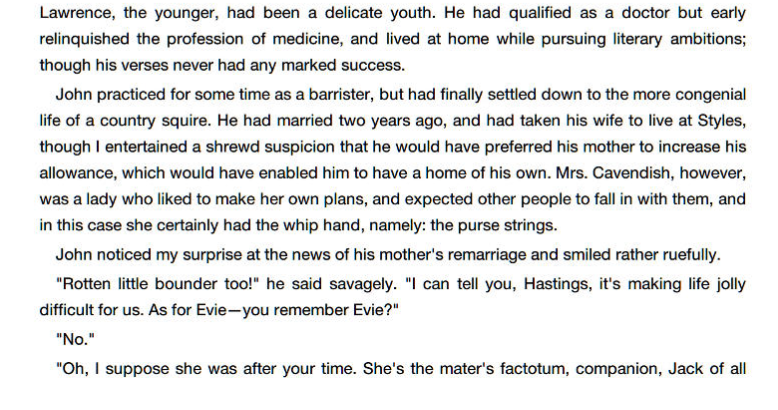 Lawrence, the younger, had been a delicate youth. He had qualified as a doctor but early
relinquished the profession of medicine, and lived at home while pursuing literary ambitions;
though his verses never had any marked success.
John practiced for some time as a barrister, but had finally settled down to the more congenial
life of a country squire. He had married two years ago, and had taken his wife to live at Styles,
though I entertained a shrewd suspicion that he would have preferred his mother to increase his
allowance, which would have enabled him to have a home of his own. Mrs. Cavendish, however,
was a lady who liked to make her own plans, and expected other people to fall in with them, and
in this case she certainly had the whip hand, namely: the purse strings.
John noticed my surprise at the news of his mother's remarriage and smiled rather ruefully.
"Rotten little bounder too!" he said savagely. "I can tell you, Hastings, it's making life jolly
difficult for us. As for Evie—you remember Evie?"
"No."
"Oh, I suppose she was after your time. She's the mater's factotum, companion, Jack of all